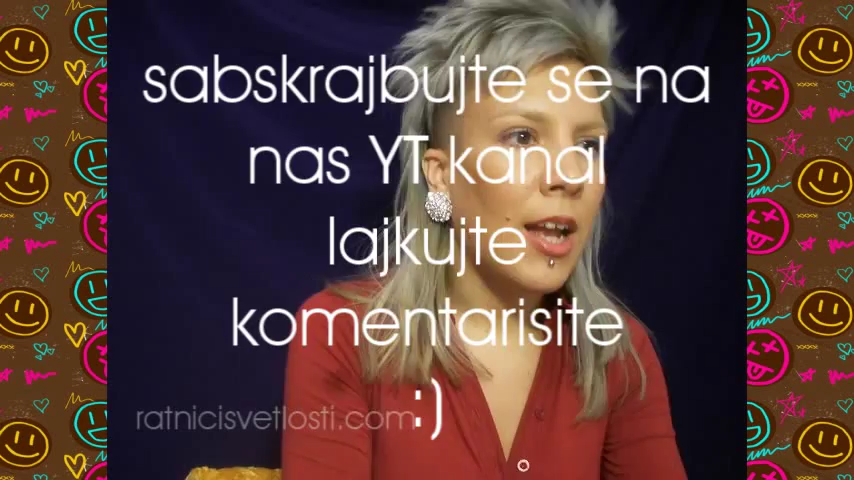 sabskrajbujte se na
nas YT kanal
lajkujte
komentarisite
:)
ratnicisvetlosti.com